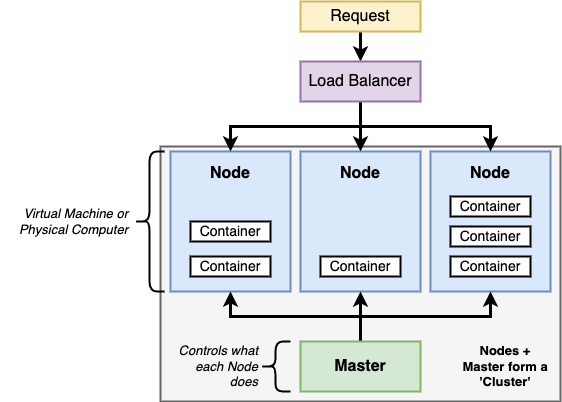 Request
Load Balancer
Node
Node
Node
Virtual Machine or
Physical Computer
Container
Container
Container
Container
Container
Container
Controls what
each Node
does
Master
Nodes +
Master form a
'Cluster'